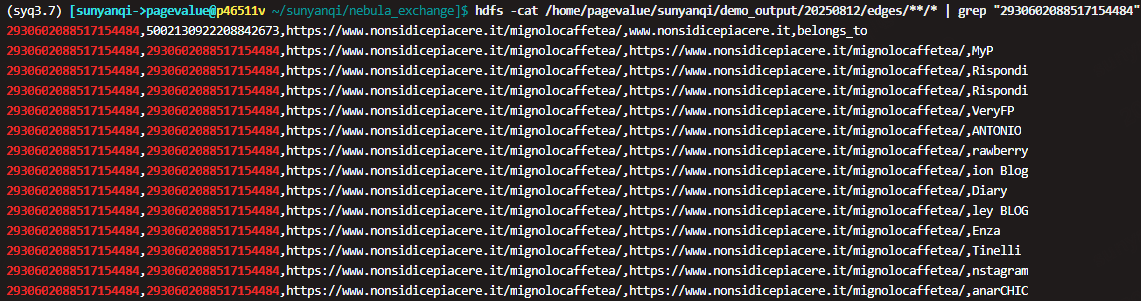 (syq3.7) [sunyanqi->pagevalue@p46511v ~/sunyanqi/nebula_exchange]$ hdfs -cat /home/pagevalue/sunyanqi/demo_output/20250812/edges/**/* | grep "2930602088517154484"
2930602088517154484,5002130922208842673,https://www.nonsidicepiacere.it/mignolocaffetea/,www.nonsidicepiacere.it,belongs_to
2930602088517154484,2930602088517154484,https://www.nonsidicepiacere.it/mignolocaffetea/,https://www.nonsidicepiacere.it/mignolocaffetea/,MyP
2930602088517154484,2930602088517154484,https://www.nonsidicepiacere.it/mignolocaffetea/,https://www.nonsidicepiacere.it/mignolocaffetea/,Rispondi
2930602088517154484,2930602088517154484,https://www.nonsidicepiacere.it/mignolocaffetea/,https://www.nonsidicepiacere.it/mignolocaffetea/,Rispondi
2930602088517154484,2930602088517154484,https://www.nonsidicepiacere.it/mignolocaffetea/,https://www.nonsidicepiacere.it/mignolocaffetea/,VeryFP
2930602088517154484,2930602088517154484,https://www.nonsidicepiacere.it/mignolocaffetea/,https://www.nonsidicepiacere.it/mignolocaffetea/,ANTONIO
2930602088517154484,2930602088517154484,https://www.nonsidicepiacere.it/mignolocaffetea/,https://www.nonsidicepiacere.it/mignolocaffetea/,rawberry
2930602088517154484,2930602088517154484,https://www.nonsidicepiacere.it/mignolocaffetea/,https://www.nonsidicepiacere.it/mignolocaffetea/,ion Blog
2930602088517154484,2930602088517154484,https://www.nonsidicepiacere.it/mignolocaffetea/,https://www.nonsidicepiacere.it/mignolocaffetea/,Diary
2930602088517154484,2930602088517154484,https://www.nonsidicepiacere.it/mignolocaffetea/,https://www.nonsidicepiacere.it/mignolocaffetea/,ley BLOG
2930602088517154484,2930602088517154484,https://www.nonsidicepiacere.it/mignolocaffetea/,https://www.nonsidicepiacere.it/mignolocaffetea/,Enza
2930602088517154484,2930602088517154484,https://www.nonsidicepiacere.it/mignolocaffetea/,https://www.nonsidicepiacere.it/mignolocaffetea/,Tinelli
2930602088517154484,2930602088517154484,https://www.nonsidicepiacere.it/mignolocaffetea/,https://www.nonsidicepiacere.it/mignolocaffetea/,nstagram
2930602088517154484,2930602088517154484,https://www.nonsidicepiacere.it/mignolocaffetea/,https://www.nonsidicepiacere.it/mignolocaffetea/,anarCHIC